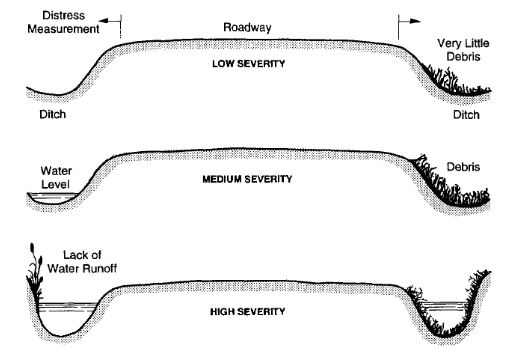 Distress
Measurement
Roadway
Very Little
Debris
LOW SEVERITY
Ditch
Ditch
Water
Level
Debris
MEDIUM SEVERITY
Lack of
Water Runoff
HIGH SEVERITY